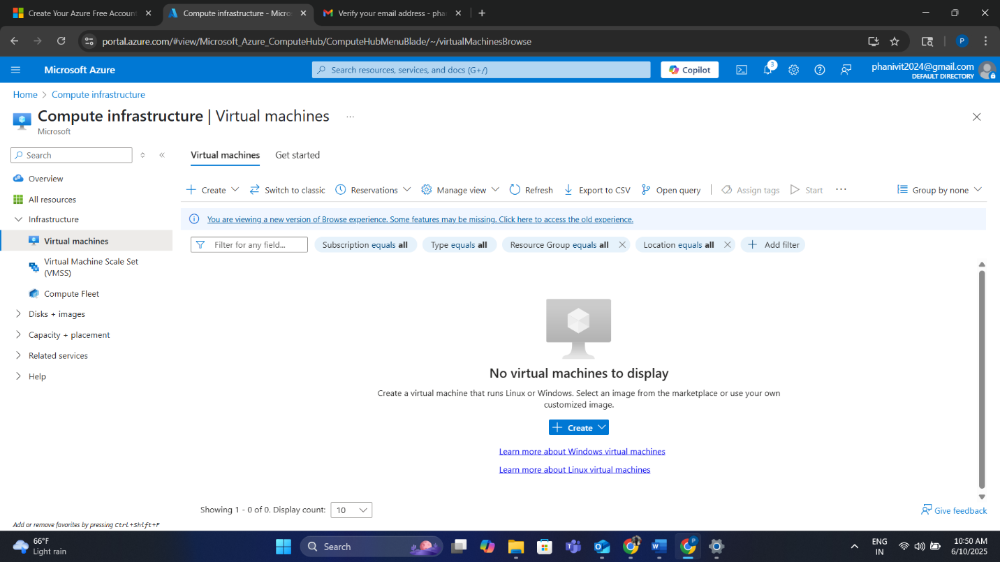 Create Your Azure Free Account
Compute infrastructure - Micros
Verify your email address - phan
portal.azure.com/#view/Microsoft_Azure_ComputeHub/ComputeHubMenuBlade/~/virtualMachinesBrowse
P
Microsoft Azure
Search resources, services, and docs (G+/)
Copilot
3
phanivit2024@gmail.com
DEFAULT DIRECTORY
Home > Compute infrastructure
Compute infrastructure | Virtual machines ...
Microsoft
Search
Virtual machines
Get started
Overview
All resources
Infrastructure
Virtual machines
Virtual Machine Scale Set
(VMSS)
Compute Fleet
Disks + images
Capacity + placement
Related services
Help
Create
Switch to classic
Reservations
Manage view
Refresh
Export to CSV
Open query
Assign tags
Start
...
Group by none
You are viewing a new version of Browse experience. Some features may be missing. Click here to access the old experience.
Filter for any field...
Subscription equals all
Type equals all
Resource Group equals all
Location equals all
Add filter
No virtual machines to display
Create a virtual machine that runs Linux or Windows. Select an image from the marketplace or use your own
customized image.
Create
Learn more about Windows virtual machines
Learn more about Linux virtual machines
Showing 1 - 0 of 0. Display count: 10
Give feedback
Add or remove favorites by pressing Ctrl+Shift+F
66°F
Light rain
Search
ENG
IN
10:50 AM
6/10/2025